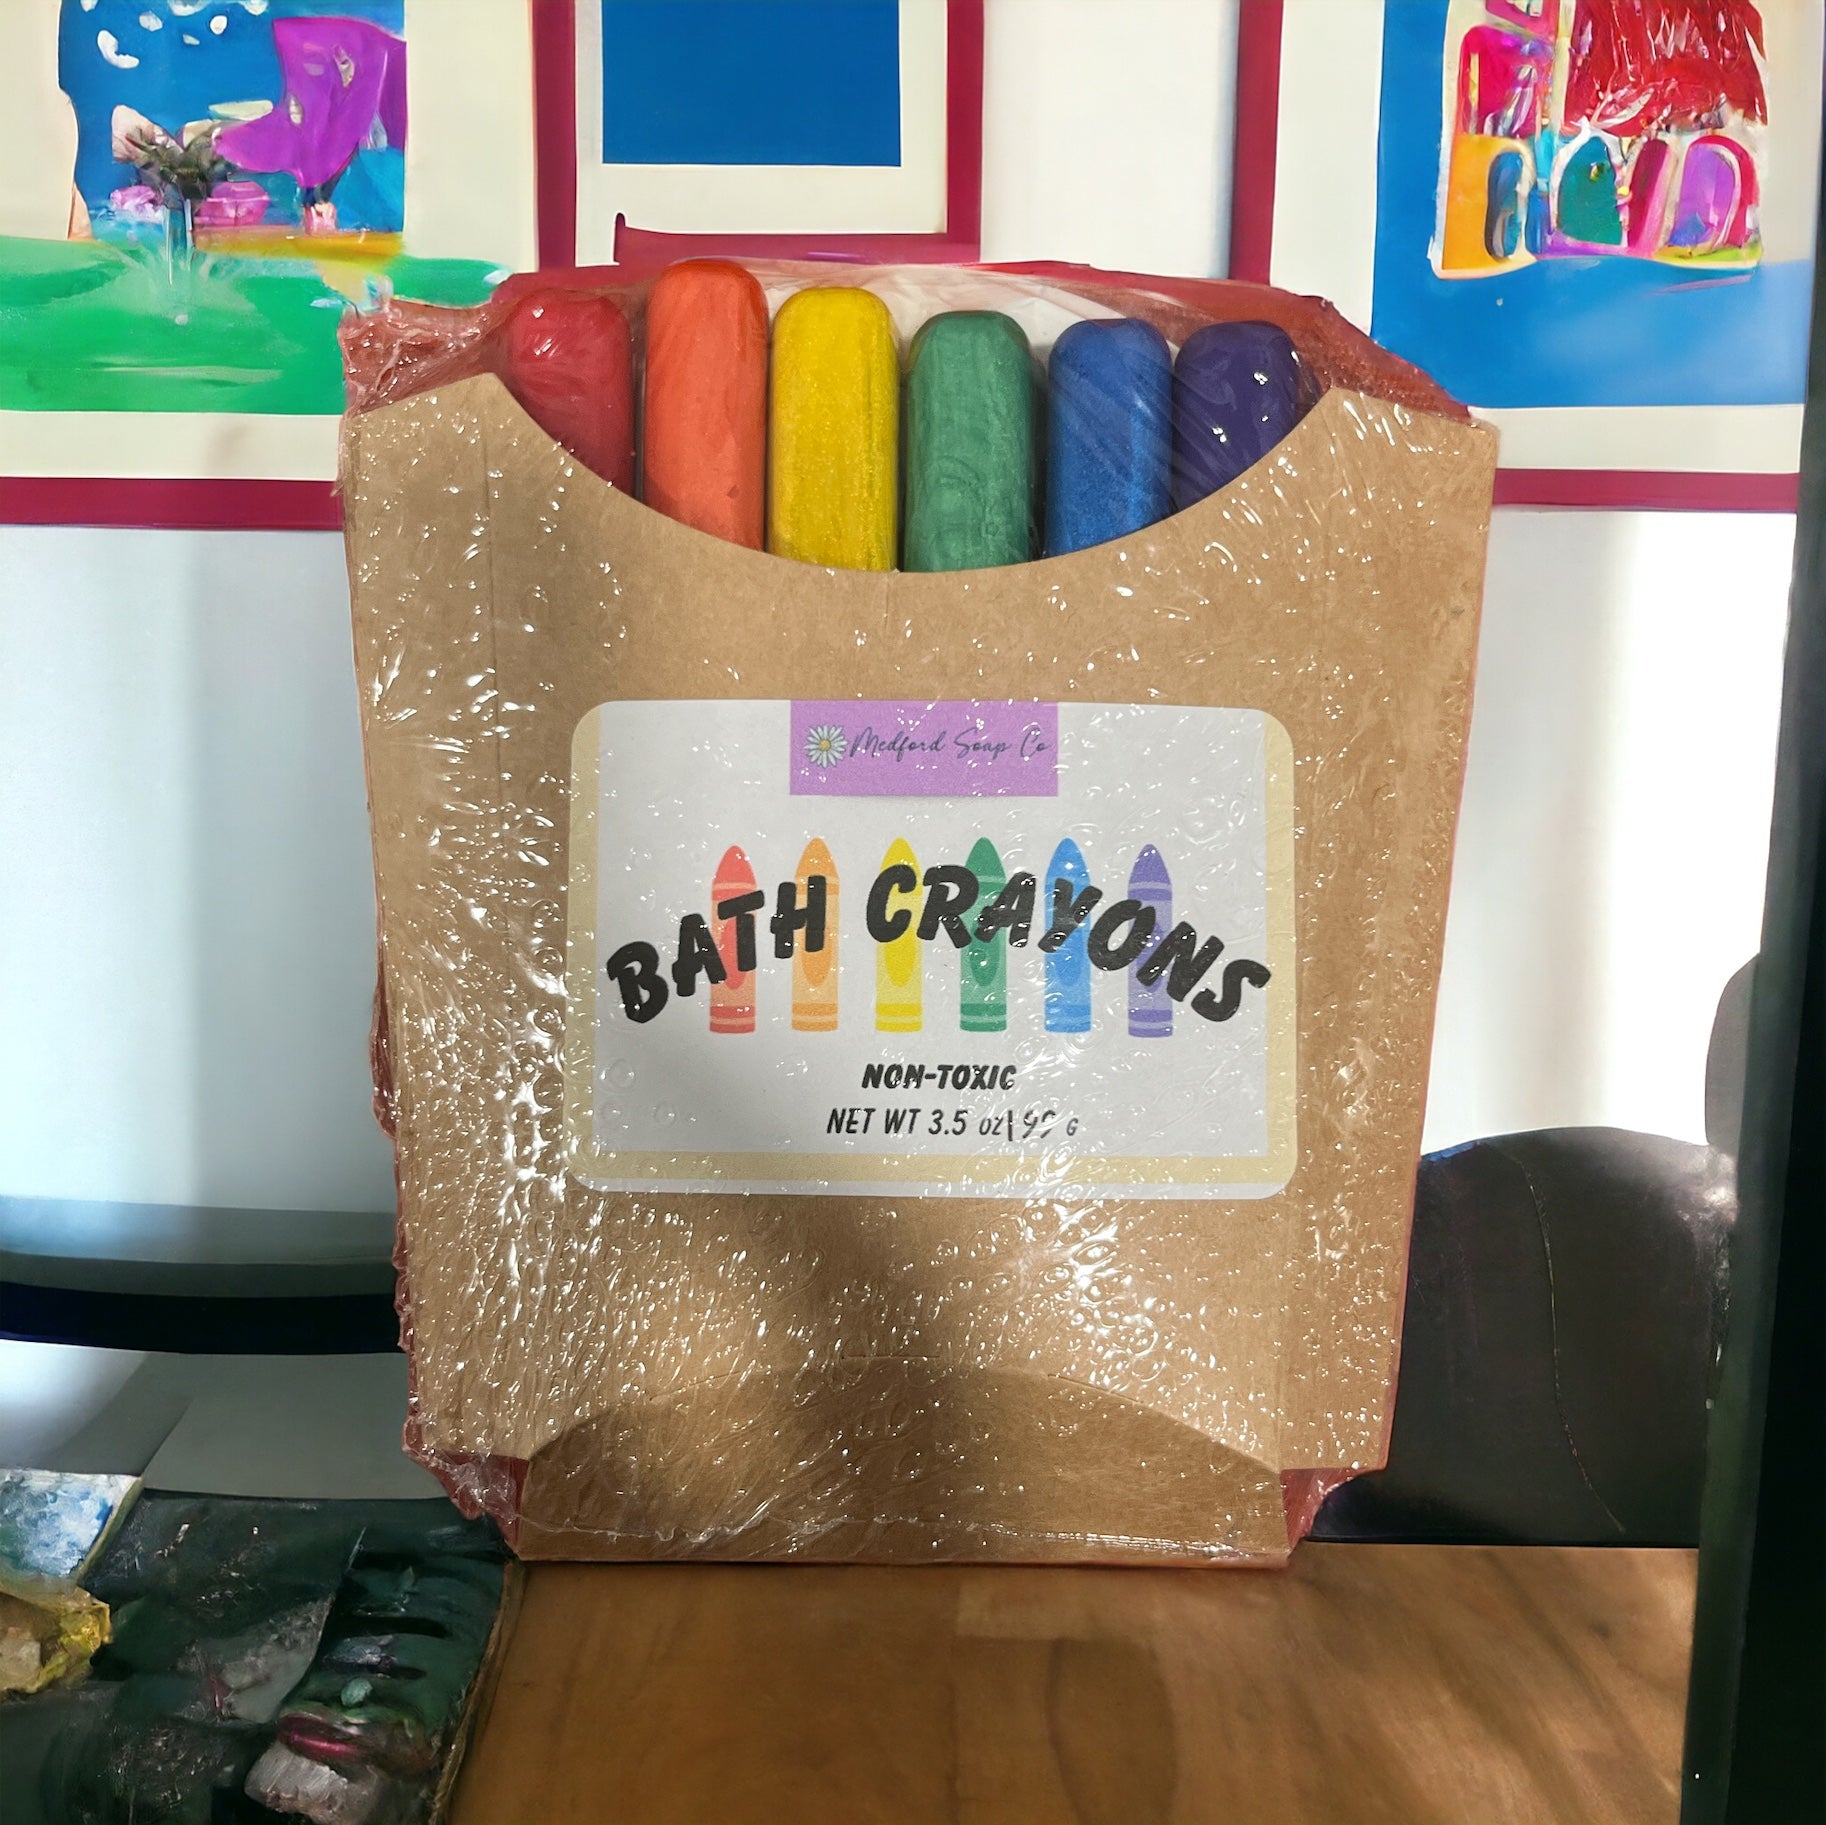 Medford Soap Co
BATH CRAYONS
NON-TOXIC
NET WT 3.5 oz| 99 G